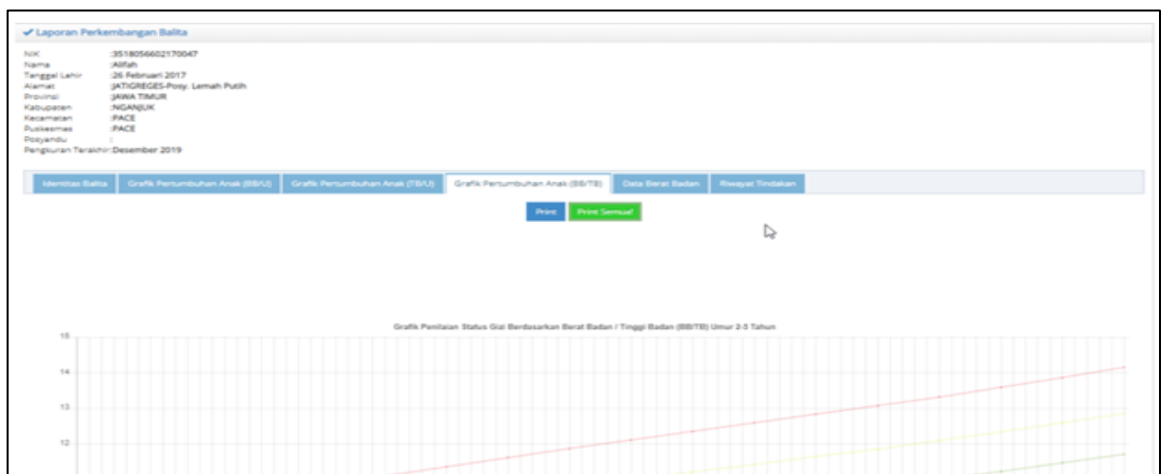 Laporan Perkembangan Balita
NIK :3518056602170047
Nama :Alifah
Tanggal Lahir :26 Februari 2017
Alamat :JATIGREGES-Posy. Lemah Putih
Provinsi :JAWA TIMUR
Kabupaten :NGANJUK
Kecamatan :PACE
Puskesmas :PACE
Posyandu :
Pengkuran Terakhir:Desember 2019
Identitas Balita Grafik Pertumbuhan Anak (BB/U) Grafik Pertumbuhan Anak (TB/U) Grafik Pertumbuhan Anak (BB/TB) Data Berat Badan Riwayat Tindakan
Print Print Semua!
Grafik Penilaian Status Gizi Berdasarkan Berat Badan / Tinggi Badan (BB/TB) Umur 2-5 Tahun
15
14
13
12